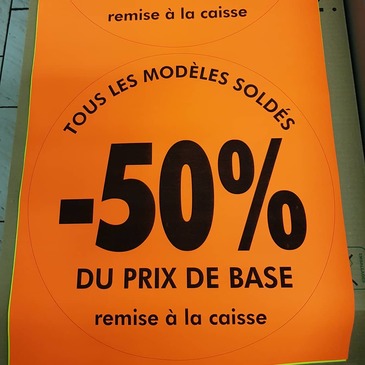 remise à la caisse
TOUS LES MODÈLES SOLDÉS
-50%
DU PRIX DE BASE
remise à la caisse